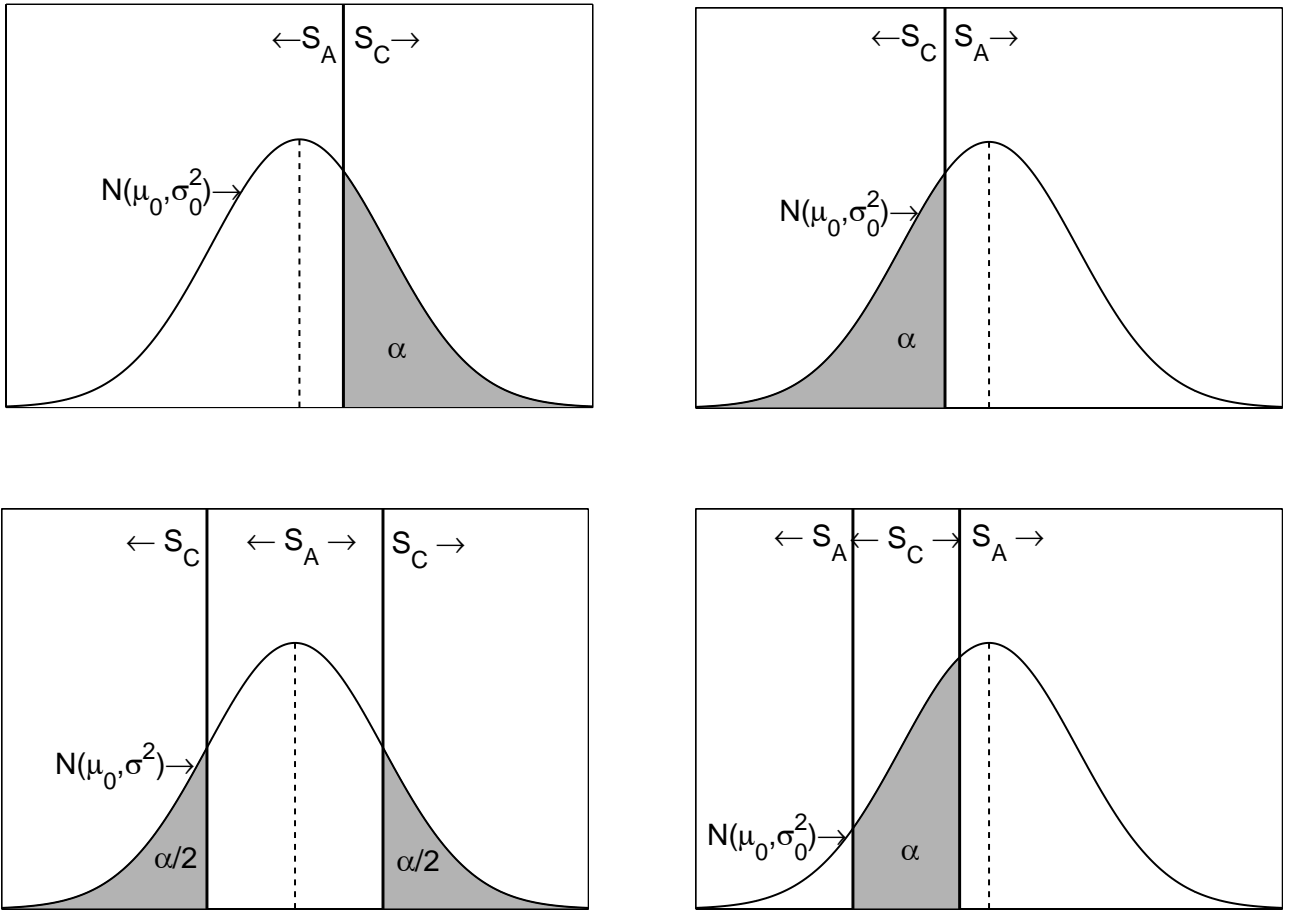 ←S_A S_C→
N(μ_0,σ_0^2)→
α
←S_C S_A→
N(μ_0,σ_0^2)→
α
← S_C ← S_A → S_C →
N(μ_0,σ^2)→
α/2 α/2
← S_A ← S_C → S_A →
N(μ_0,σ_0^2)→
α